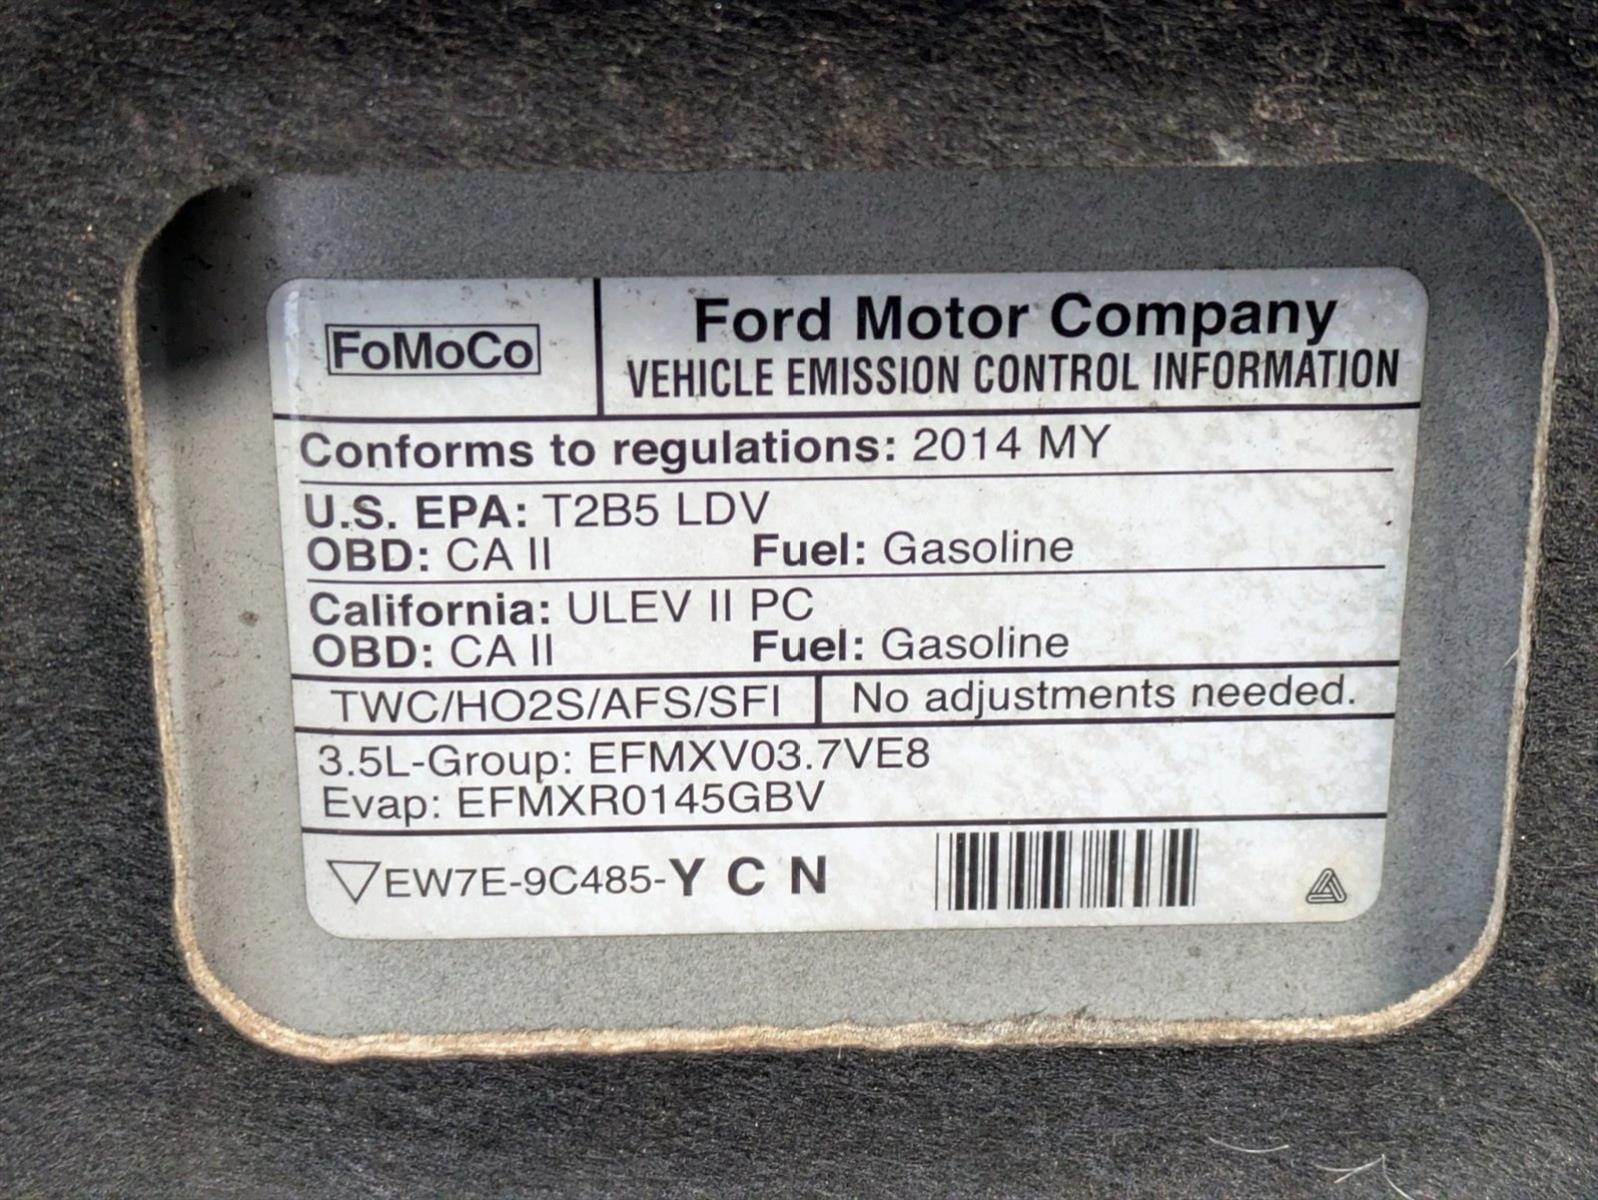 FoMoCo
Ford Motor Company
VEHICLE EMISSION CONTROL INFORMATION
Conforms to regulations: 2014 MY
U.S. EPA: T2B5 LDV
OBD: CA II Fuel: Gasoline
California: ULEV II PC
OBD: CA II Fuel: Gasoline
TWC/HO2S/AFS/SFI No adjustments needed.
3.5L-Group: EFMXV03.7VE8
Evap: EFMXR0145GBV
EW7E-9C485-Y C N